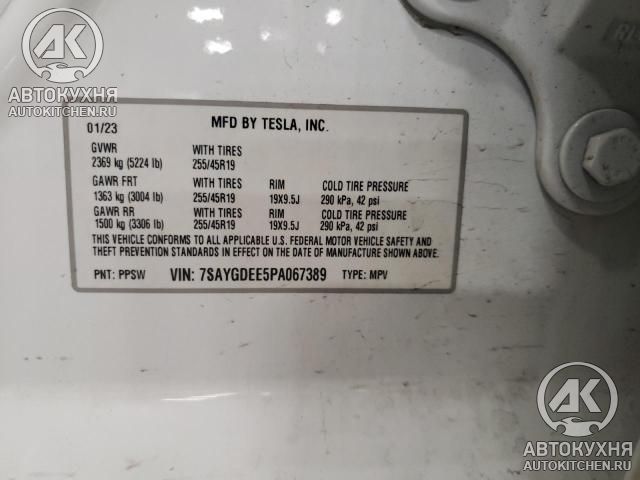 АК
АВТОКУХНЯ
AUTOKITCHEN.RU
01/23 MFD BY TESLA, INC.
GVWR WITH TIRES
2369 kg (5224 lb) 255/45R19
GAWR FRT WITH TIRES RIM COLD TIRE PRESSURE
1363 kg (3004 lb) 255/45R19 19X9.5J 290 kPa, 42 psi
GAWR RR WITH TIRES RIM COLD TIRE PRESSURE
1500 kg (3306 lb) 255/45R19 19X9.5J 290 kPa, 42 psi
THIS VEHICLE CONFORMS TO ALL APPLICABLE U.S. FEDERAL MOTOR VEHICLE SAFETY AND
THEFT PREVENTION STANDARDS IN EFFECT ON THE DATE OF MANUFACTURE SHOWN ABOVE.
PNT: PPSW VIN: 7SAYGDEE5PA067389 TYPE: MPV
АК
АВТОКУХНЯ
AUTOKITCHEN.RU